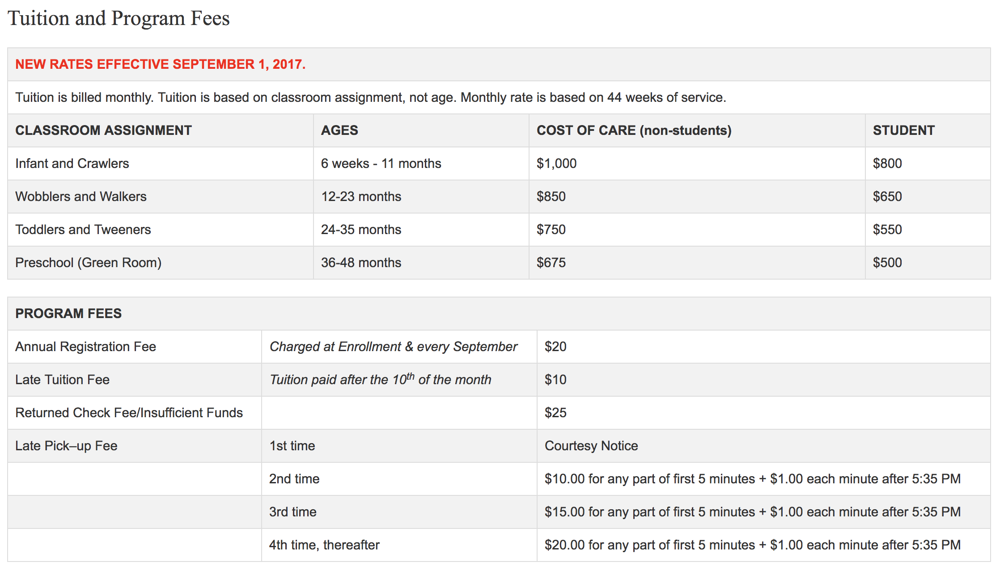 Tuition and Program Fees
NEW RATES EFFECTIVE SEPTEMBER 1, 2017.
Tuition is billed monthly. Tuition is based on classroom assignment, not age. Monthly rate is based on 44 weeks of service.
CLASSROOM ASSIGNMENT AGES COST OF CARE (non-students) STUDENT
Infant and Crawlers 6 weeks - 11 months $1,000 $800
Wobblers and Walkers 12-23 months $850 $650
Toddlers and Tweeners 24-35 months $750 $550
Preschool (Green Room) 36-48 months $675 $500
PROGRAM FEES
Annual Registration Fee Charged at Enrollment & every September $20
Late Tuition Fee Tuition paid after the 10th of the month $10
Returned Check Fee/Insufficient Funds $25
Late Pick–up Fee 1st time Courtesy Notice
2nd time $10.00 for any part of first 5 minutes + $1.00 each minute after 5:35 PM
3rd time $15.00 for any part of first 5 minutes + $1.00 each minute after 5:35 PM
4th time, thereafter $20.00 for any part of first 5 minutes + $1.00 each minute after 5:35 PM